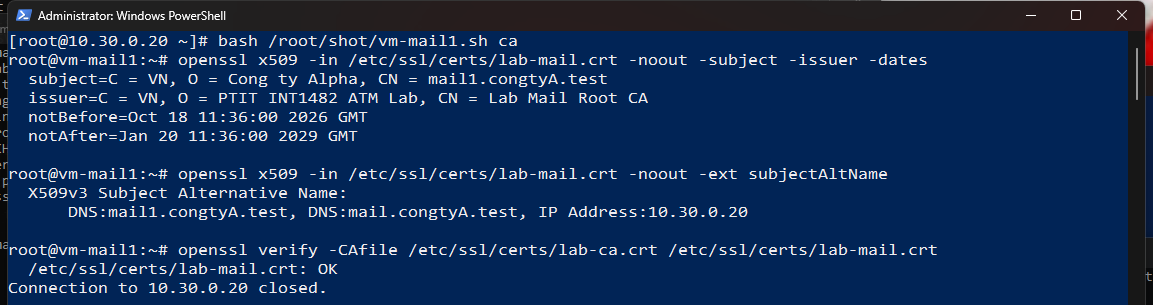 Administrator: Windows PowerShell
[root@10.30.0.20 ~]# bash /root/shot/vm-mail1.sh ca
root@vm-mail1:~# openssl x509 -in /etc/ssl/certs/lab-mail.crt -noout -subject -issuer -dates
subject=C = VN, O = Cong ty Alpha, CN = mail1.congtyA.test
issuer=C = VN, O = PTIT INT1482 ATM Lab, CN = Lab Mail Root CA
notBefore=Oct 18 11:36:00 2026 GMT
notAfter=Jan 20 11:36:00 2029 GMT
root@vm-mail1:~# openssl x509 -in /etc/ssl/certs/lab-mail.crt -noout -ext subjectAltName
X509v3 Subject Alternative Name:
DNS:mail1.congtyA.test, DNS:mail.congtyA.test, IP Address:10.30.0.20
root@vm-mail1:~# openssl verify -CAfile /etc/ssl/certs/lab-ca.crt /etc/ssl/certs/lab-mail.crt
/etc/ssl/certs/lab-mail.crt: OK
Connection to 10.30.0.20 closed.